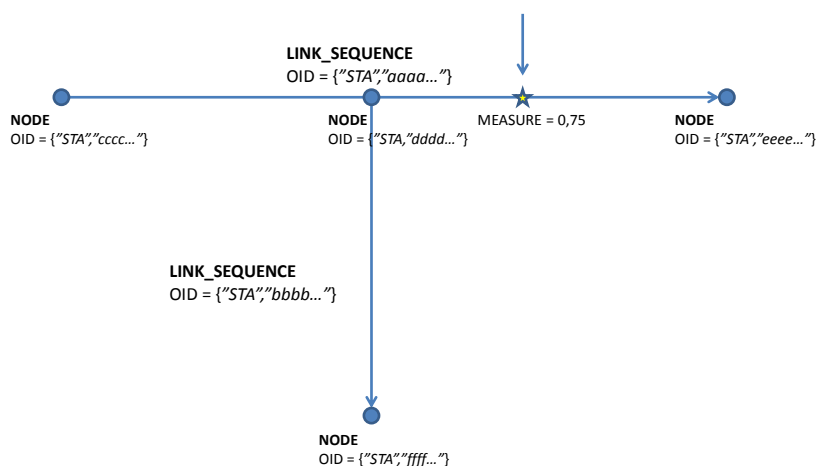 LINK_SEQUENCE
OID = {”STA”,”aaaa…”}
NODE
OID = {”STA”,”cccc…”}
NODE
OID = {”STA,”dddd…”}
MEASURE = 0,75
NODE
OID = {”STA”,”eeee…”}
LINK_SEQUENCE
OID = {”STA”,”bbbb…”}
NODE
OID = {”STA”,”ffff…”}